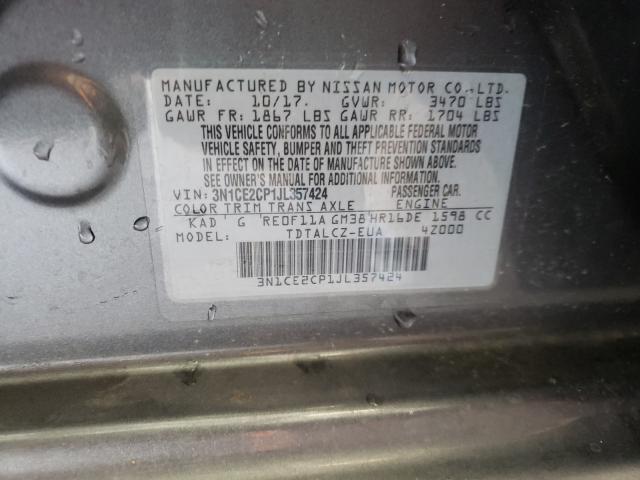 MANUFACTURED BY NISSAN MOTOR CO., LTD.
DATE: 10/17. GVWR: 3470 LBS
GAWR FR: 1867 LBS GAWR RR: 1704 LBS
THIS VEHICLE CONFORMS TO ALL APPLICABLE FEDERAL MOTOR
VEHICLE SAFETY, BUMPER AND THEFT PREVENTION STANDARDS
IN EFFECT ON THE DATE OF MANUFACTURE SHOWN ABOVE.
SEE OWNER'S MANUAL FOR ADDITIONAL INFORMATION.
VIN: 3N1CE2CP1JL357424 PASSENGER CAR.
COLOR TRIM TRANS AXLE ENGINE
KAD G RE0F11A GM38 HR16DE 1598 CC
MODEL: TDTALCZ-EUA 4Z000
3N1CE2CP1JL357424